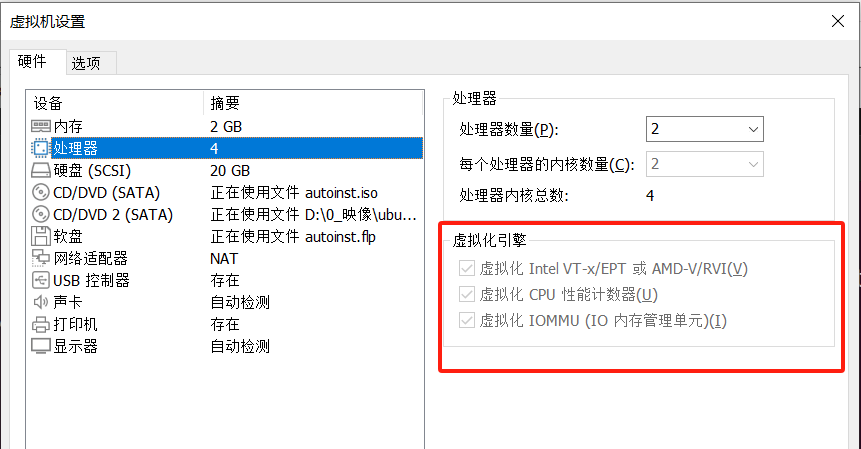 虚拟机设置
硬件 选项
设备 摘要
内存 2 GB
处理器 4
硬盘 (SCSI) 20 GB
CD/DVD (SATA) 正在使用文件 autoinst.iso
CD/DVD 2 (SATA) 正在使用文件 D:\0_映像\ubu...
软盘 正在使用文件 autoinst.flp
网络适配器 NAT
USB 控制器 存在
声卡 自动检测
打印机 存在
显示器 自动检测
处理器
处理器数量(P): 2
每个处理器的内核数量(C): 2
处理器内核总数: 4
虚拟化引擎
虚拟化 Intel VT-x/EPT 或 AMD-V/RVI(V)
虚拟化 CPU 性能计数器(U)
虚拟化 IOMMU (IO 内存管理单元)(I)